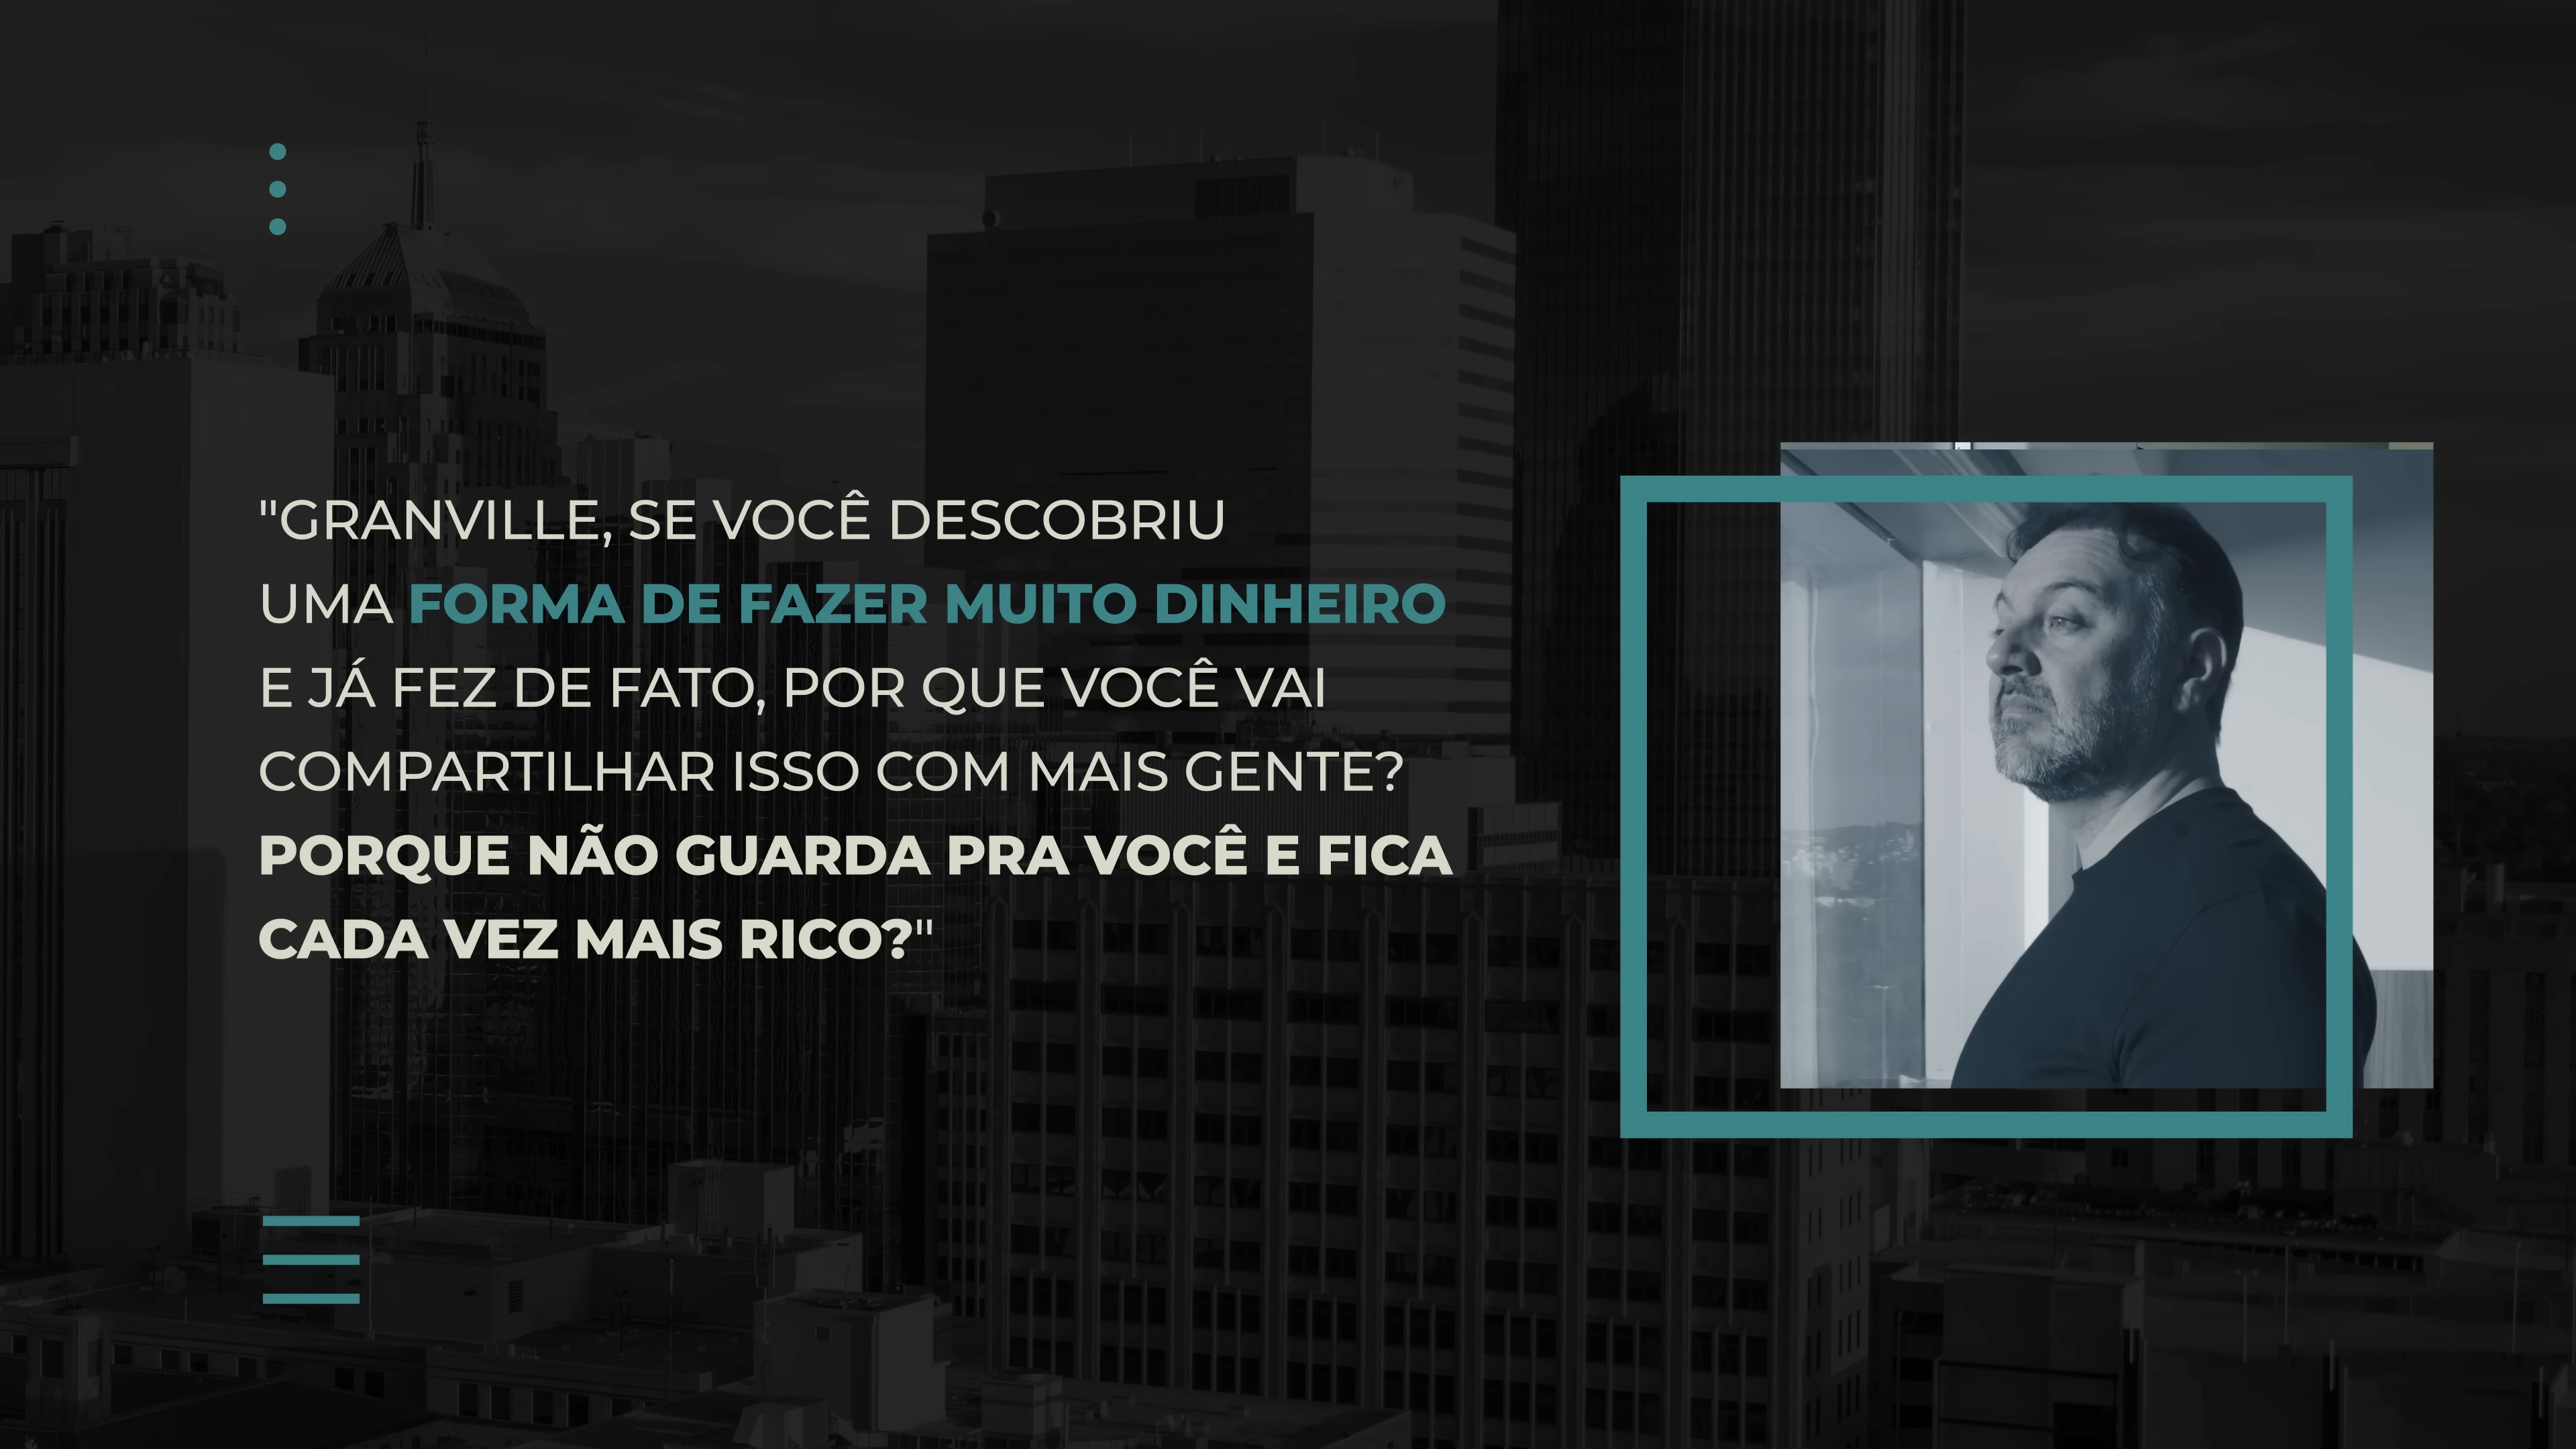 "GRANVILLE, SE VOCÊ DESCOBRIU
UMA FORMA DE FAZER MUITO DINHEIRO
E JÁ FEZ DE FATO, POR QUE VOCÊ VAI
COMPARTILHAR ISSO COM MAIS GENTE?
PORQUE NÃO GUARDA PRA VOCÊ E FICA
CADA VEZ MAIS RICO?"